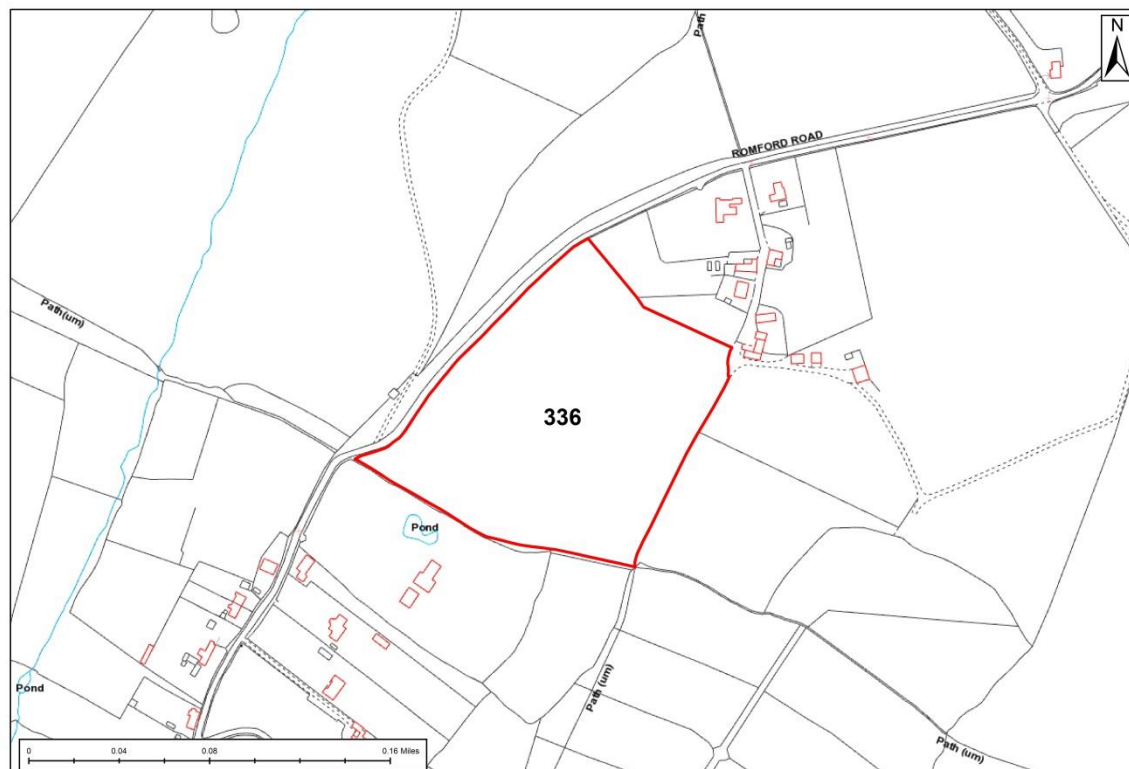 Path
N
ROMFORD ROAD
Path(um)
336
Pond
Path (um)
Pond
Path (um)
0 0.04 0.08 0.16 Miles